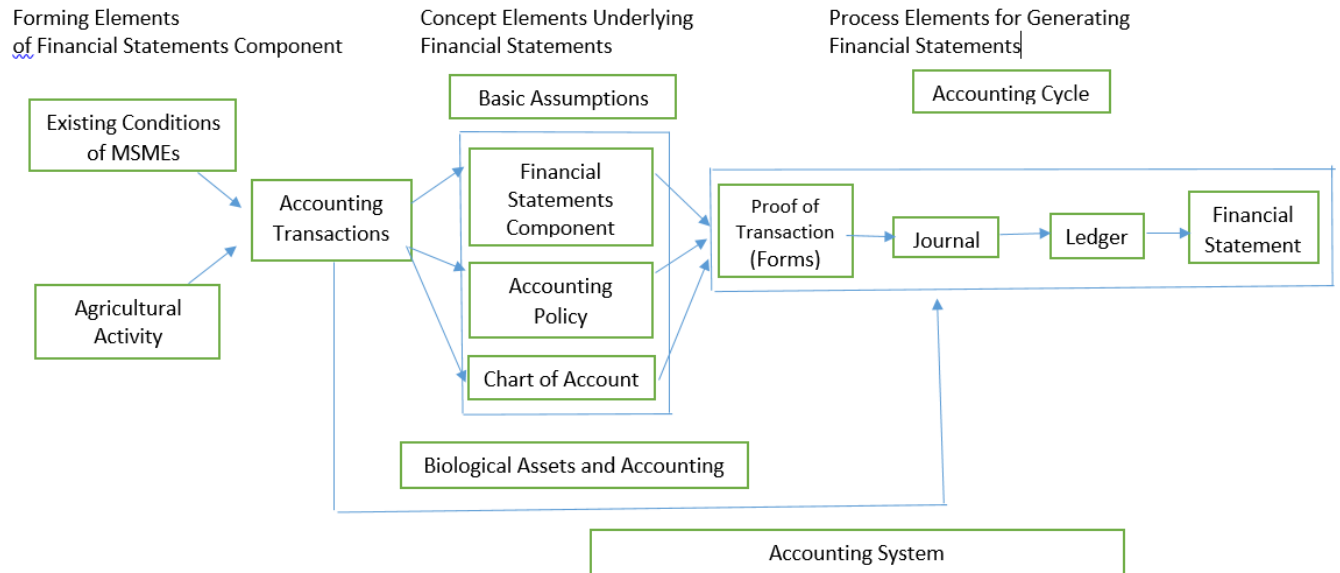 Forming Elements
of Financial Statements Component
Concept Elements Underlying
Financial Statements
Process Elements for Generating
Financial Statements
Basic Assumptions
Accounting Cycle
Existing Conditions
of MSMEs
Accounting
Transactions
Agricultural
Activity
Financial
Statements
Component
Accounting
Policy
Chart of Account
Proof of
Transaction
(Forms)
Journal
Ledger
Financial
Statement
Biological Assets and Accounting
Accounting System